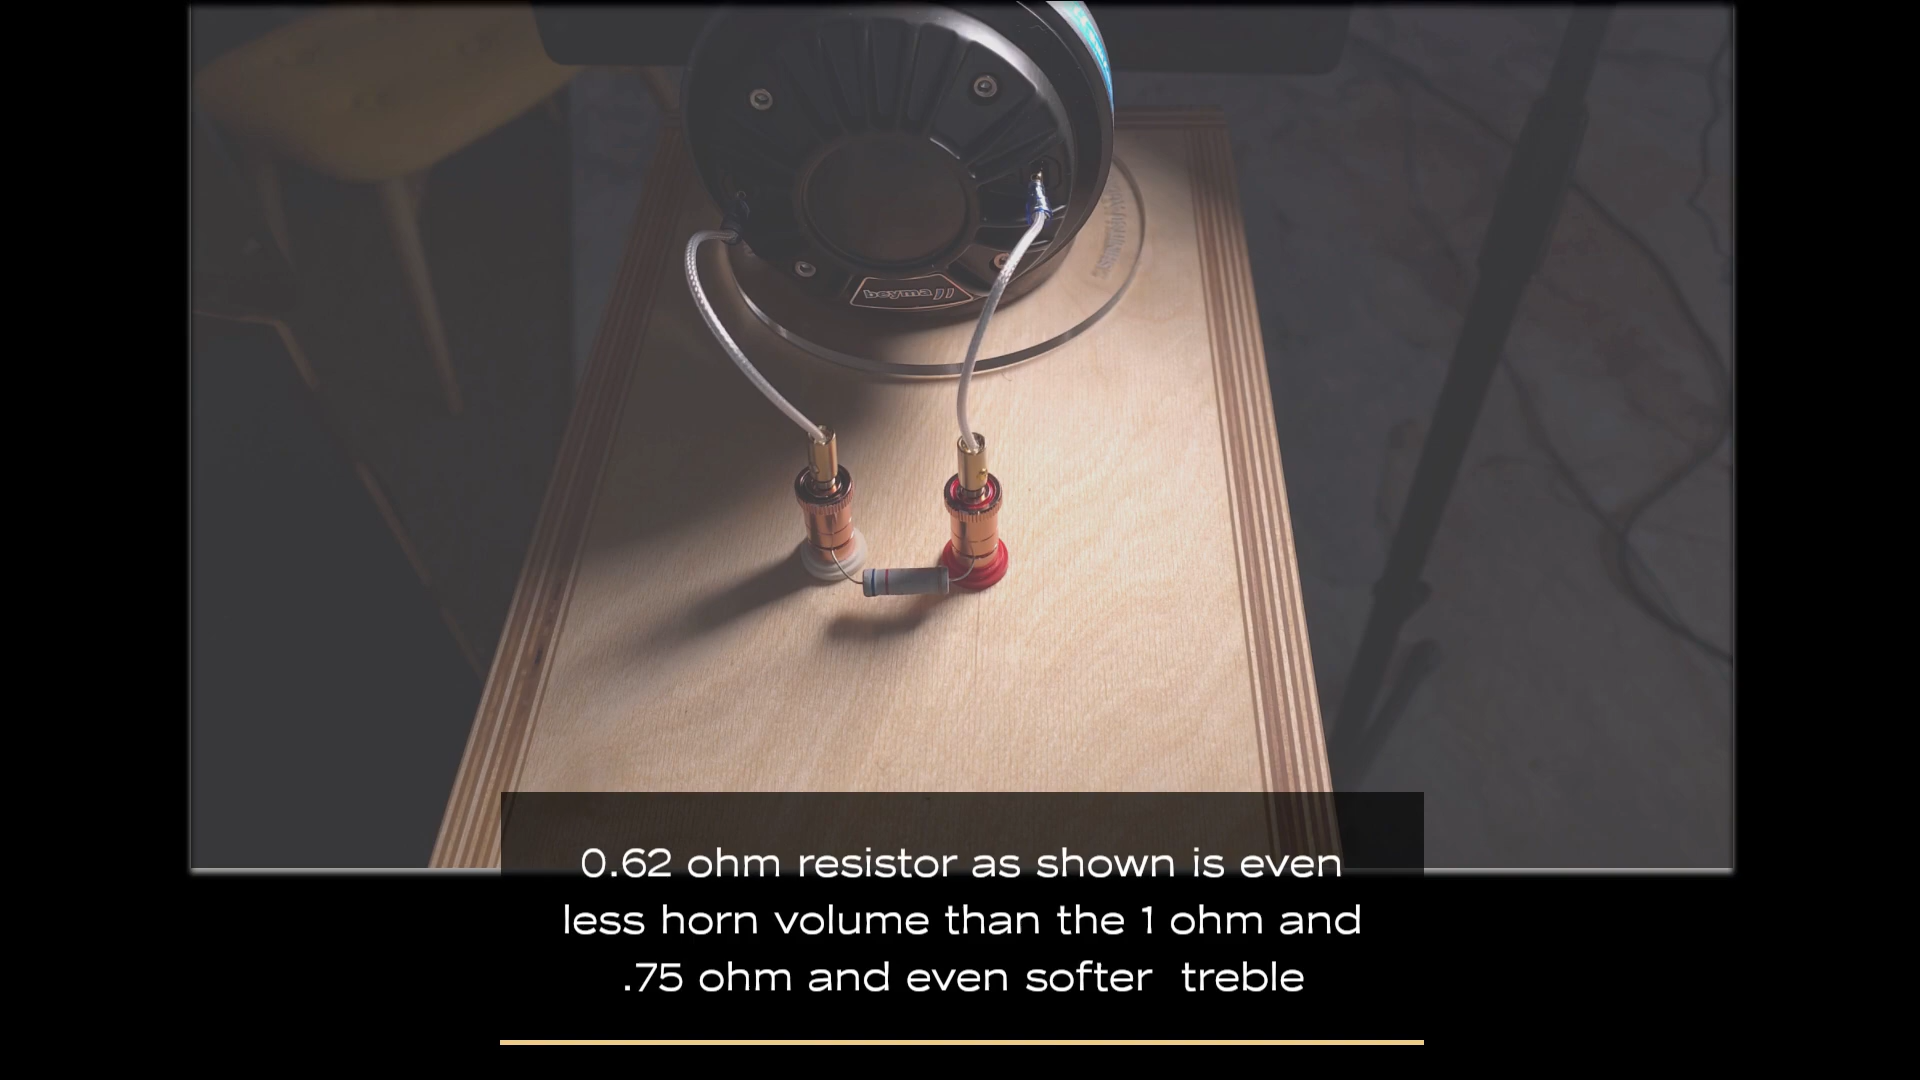 beyma
0.62 ohm resistor as shown is even
less horn volume than the 1 ohm and
.75 ohm and even softer  treble